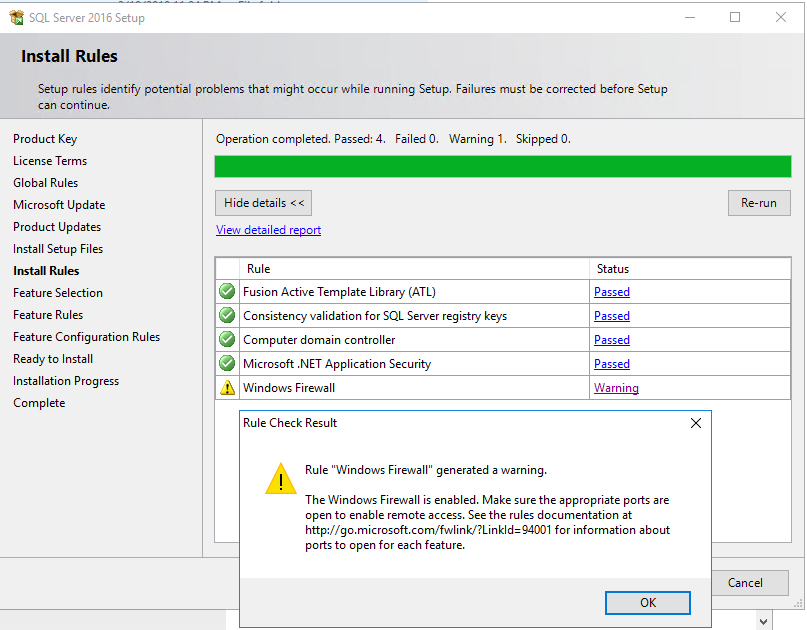 SQL Server 2016 Setup
Install Rules
Setup rules identify potential problems that might occur while running Setup. Failures must be corrected before Setup
can continue.
Product Key
License Terms
Global Rules
Microsoft Update
Product Updates
Install Setup Files
Install Rules
Feature Selection
Feature Rules
Feature Configuration Rules
Ready to Install
Installation Progress
Complete
Operation completed. Passed: 4. Failed 0. Warning 1. Skipped 0.
Hide details <<
Re-run
View detailed report
Rule Status
Fusion Active Template Library (ATL) Passed
Consistency validation for SQL Server registry keys Passed
Computer domain controller Passed
Microsoft .NET Application Security Passed
Windows Firewall Warning
Rule Check Result
Rule "Windows Firewall" generated a warning.
The Windows Firewall is enabled. Make sure the appropriate ports are
open to enable remote access. See the rules documentation at
http://go.microsoft.com/fwlink/?LinkId=94001 for information about
ports to open for each feature.
OK
Cancel